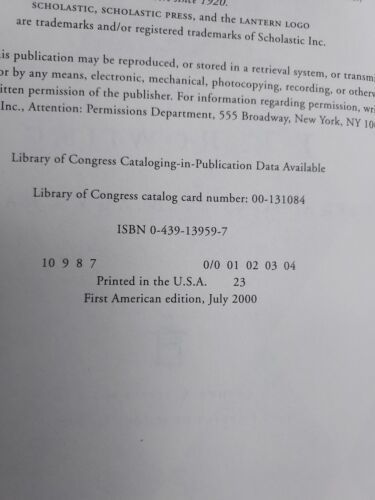 since 1920.
SCHOLASTIC, SCHOLASTIC PRESS, and the LANTERN LOGO
are trademarks and/or registered trademarks of Scholastic Inc.
is publication may be reproduced, or stored in a retrieval system, or transmi
or by any means, electronic, mechanical, photocopying, recording, or otherw
itten permission of the publisher. For information regarding permission, wri
Inc., Attention: Permissions Department, 555 Broadway, New York, NY 100
Library of Congress Cataloging-in-Publication Data Available
Library of Congress catalog card number: 00-131084
ISBN 0-439-13959-7
10 9 8 7 0/0 01 02 03 04
Printed in the U.S.A. 23
First American edition, July 2000